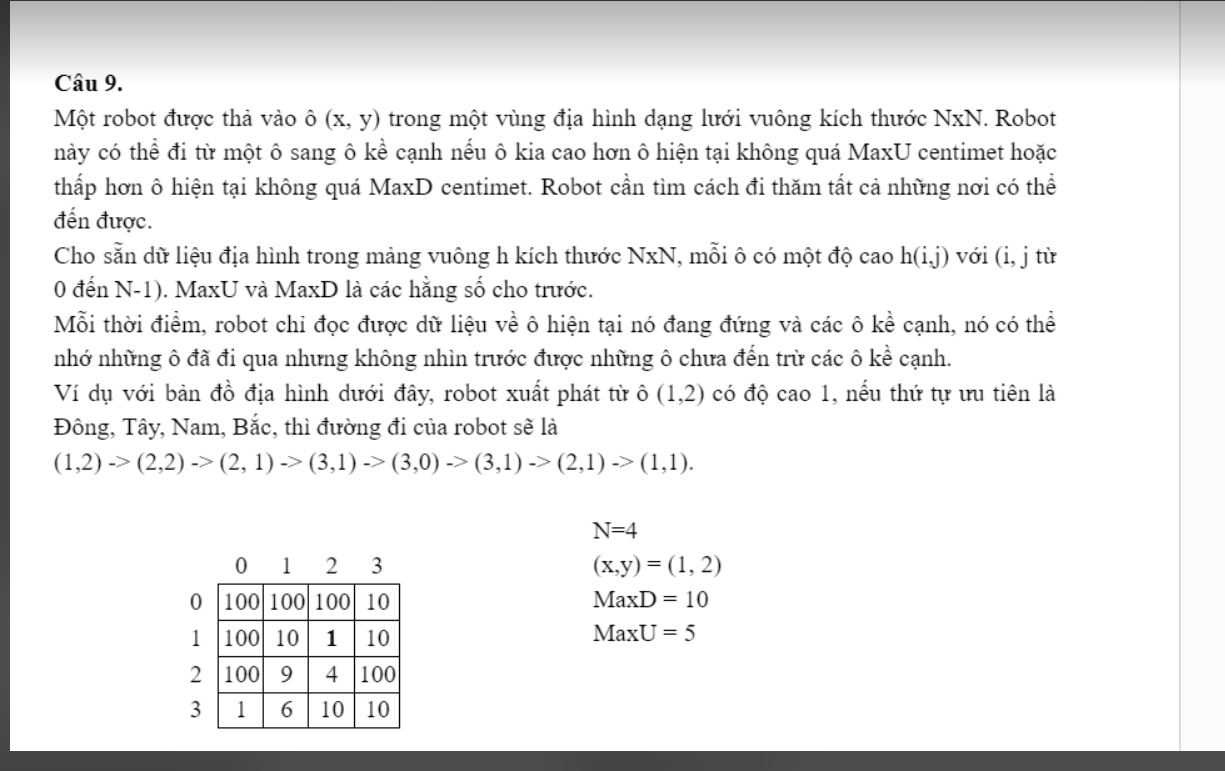 Câu 9.
Một robot được thả vào ô (x, y) trong một vùng địa hình dạng lưới vuông kích thước NxN. Robot
này có thể đi từ một ô sang ô kề cạnh nếu ô kia cao hơn ô hiện tại không quá MaxU centimet hoặc
thấp hơn ô hiện tại không quá MaxD centimet. Robot cần tìm cách đi thăm tất cả những nơi có thể
đến được.
Cho sẵn dữ liệu địa hình trong mảng vuông h kích thước NxN, mỗi ô có một độ cao h(i,j) với (i, j từ
0 đến N-1). MaxU và MaxD là các hằng số cho trước.
Mỗi thời điểm, robot chỉ đọc được dữ liệu về ô hiện tại nó đang đứng và các ô kề cạnh, nó có thể
nhớ những ô đã đi qua nhưng không nhìn trước được những ô chưa đến trừ các ô kề cạnh.
Ví dụ với bản đồ địa hình dưới đây, robot xuất phát từ ô (1,2) có độ cao 1, nếu thứ tự ưu tiên là
Đông, Tây, Nam, Bắc, thì đường đi của robot sẽ là
(1,2) -> (2,2) -> (2, 1) -> (3,1) -> (3,0) -> (3,1) -> (2,1) -> (1,1).
N=4
(x,y) = (1, 2)
MaxD = 10
MaxU = 5
0 1 2 3
0 100 100 100 10
1 100 10 1 10
2 100 9 4 100
3 1 6 10 10